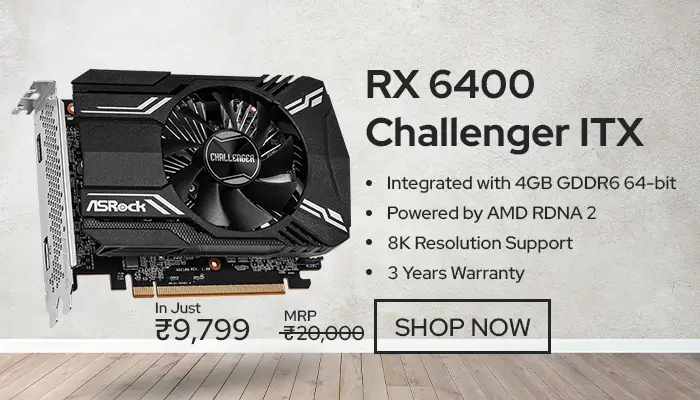 RX 6400
Challenger ITX
• Integrated with 4GB GDDR6 64-bit
• Powered by AMD RDNA 2
• 8K Resolution Support
• 3 Years Warranty
CHALLENGER
ASRock
In Just
₹9,799
MRP
₹20,000
SHOP NOW